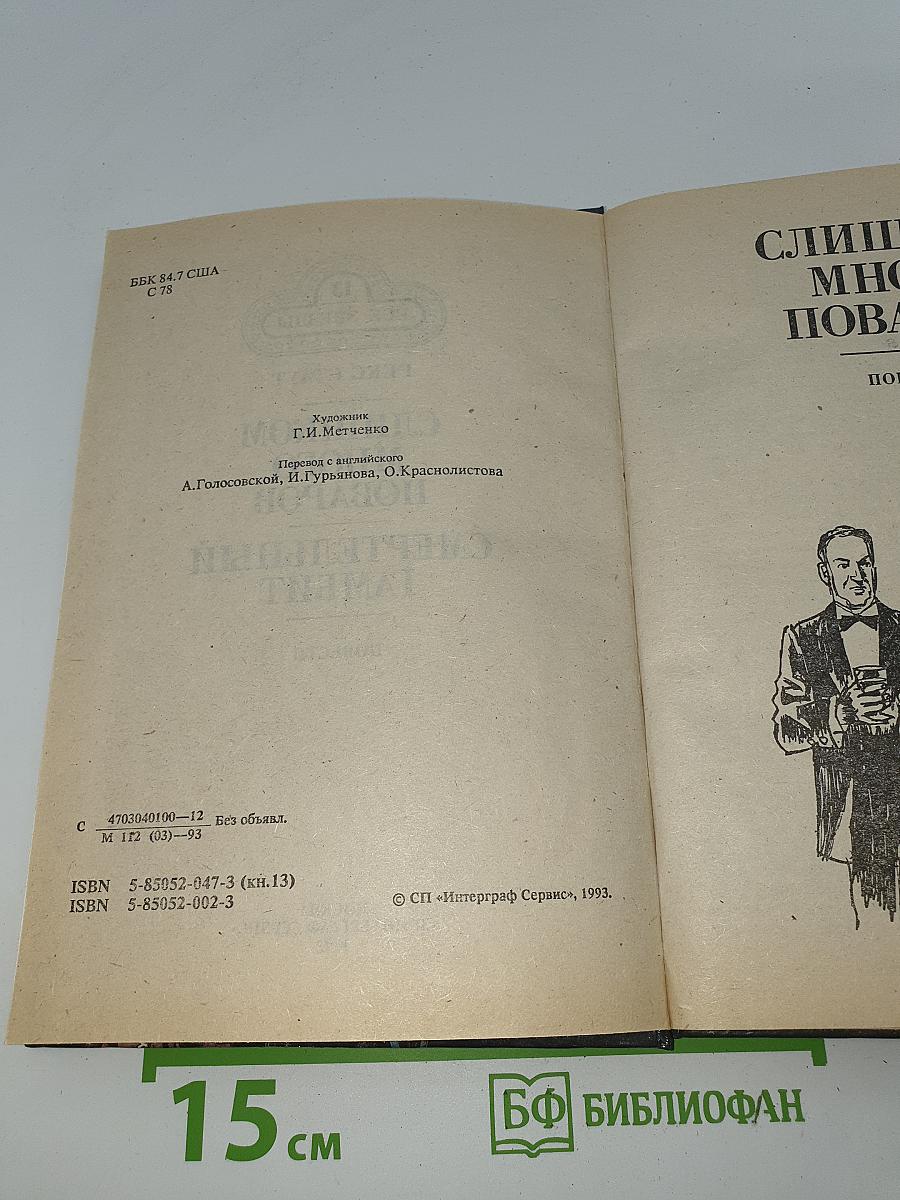 ББК 84.7 США
С 78
Художник
Г.И.Метченко
Перевод с английского
А.Голосовской, И.Гурьянова, О.Краснолистова
С 4703040100—12 Без объявл.
М 112 (03)—93
ISBN 5-85052-047-3 (кн.13)
ISBN 5-85052-002-3
© СП «Интерграф Сервис», 1993.
СЛИШ
МНО
ПОВА
ПОВ
15 см
БФ БИБЛИОФАН